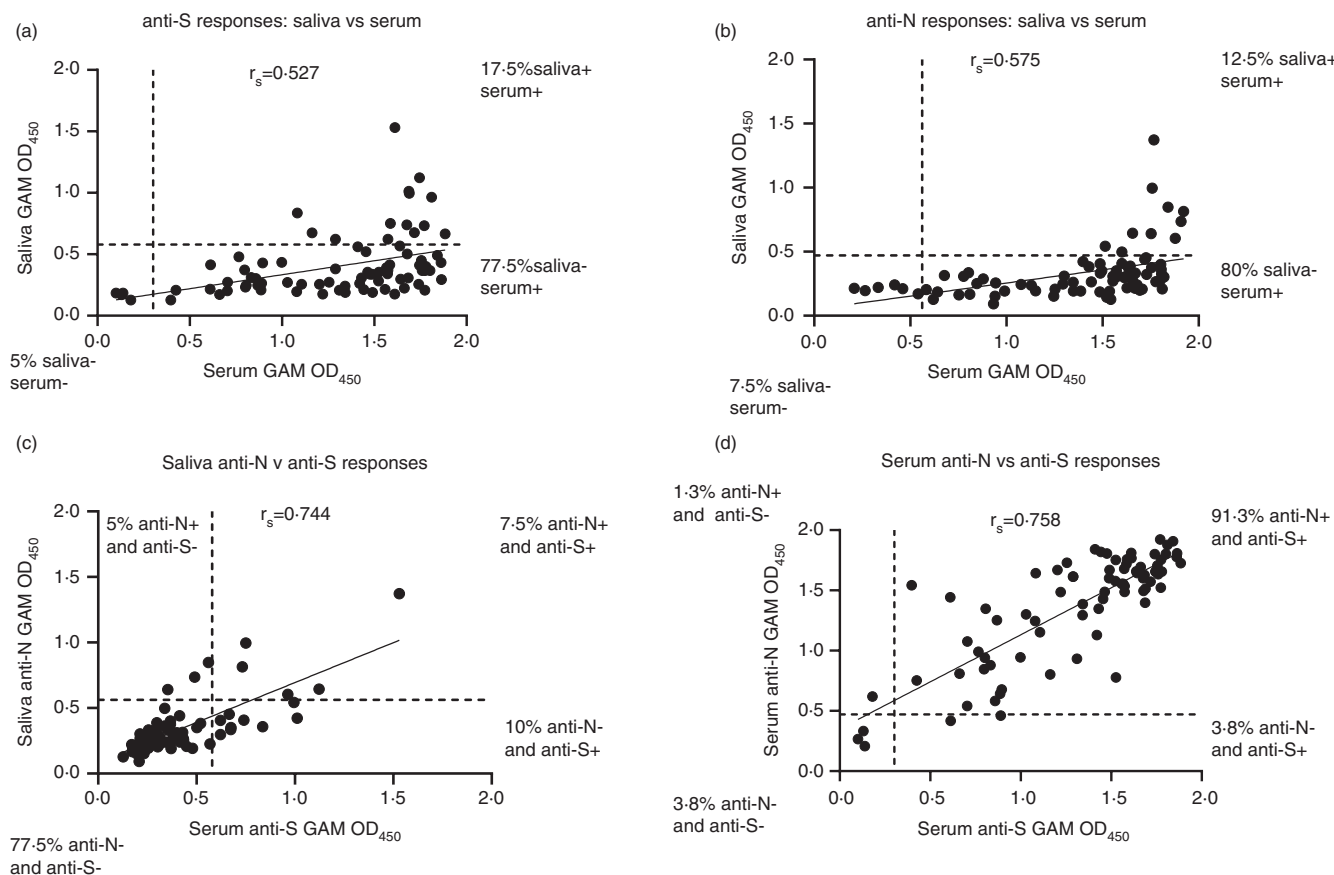 (a)
anti-S responses: saliva vs serum
r_s=0·527
17·5%saliva+
serum+
2·0
1·5
1·0
0·5
0·0
Saliva GAM OD_450
77·5%saliva-
serum+
0·0
0·5
1·0
1·5
2·0
Serum GAM OD_450
5% saliva-
serum-
(b)
anti-N responses: saliva vs serum
r_s=0·575
12·5% saliva+
serum+
2·0
1·5
1·0
0·5
0·0
Saliva GAM OD_450
80% saliva-
serum+
0·0
0·5
1·0
1·5
2·0
Serum GAM OD_450
7·5% saliva-
serum-
(c)
Saliva anti-N v anti-S responses
5% anti-N+
and anti-S-
r_s=0·744
7·5% anti-N+
and anti-S+
2·0
1·5
1·0
0·5
0·0
Saliva anti-N GAM OD_450
10% anti-N-
and anti-S+
0·0
0·5
1·0
1·5
2·0
Serum anti-S GAM OD_450
77·5% anti-N-
and anti-S-
(d)
Serum anti-N vs anti-S responses
1·3% anti-N+
and anti-S-
r_s=0·758
91·3% anti-N+
and anti-S+
2·0
1·5
1·0
0·5
0·0
Serum anti-N GAM OD_450
3·8% anti-N-
and anti-S+
0·0
0·5
1·0
1·5
2·0
Serum anti-S GAM OD_450
3·8% anti-N-
and anti-S-